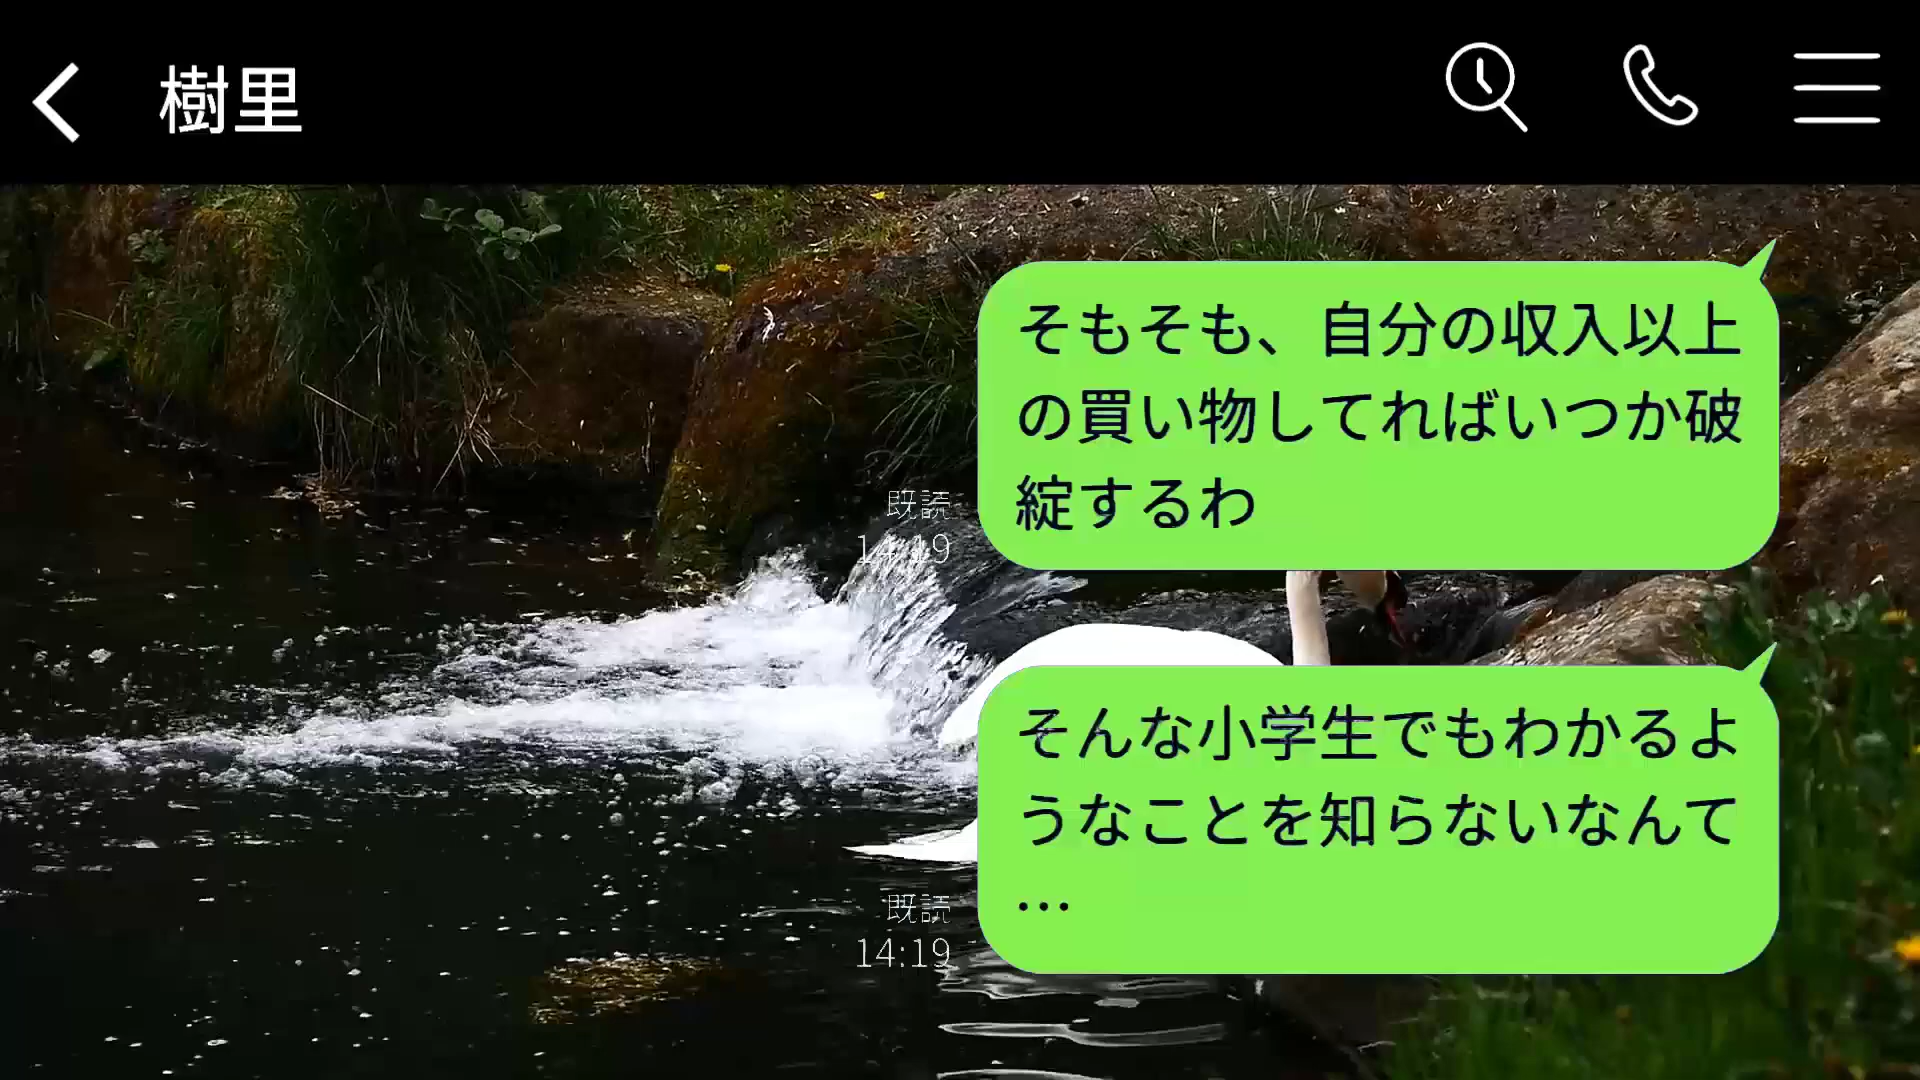 樹里
そもそも、自分の収入以上
の買い物してればいつか破
綻するわ
既読
14:19
そんな小学生でもわかるよ
うなことを知らないなんて
…
既読
14:19